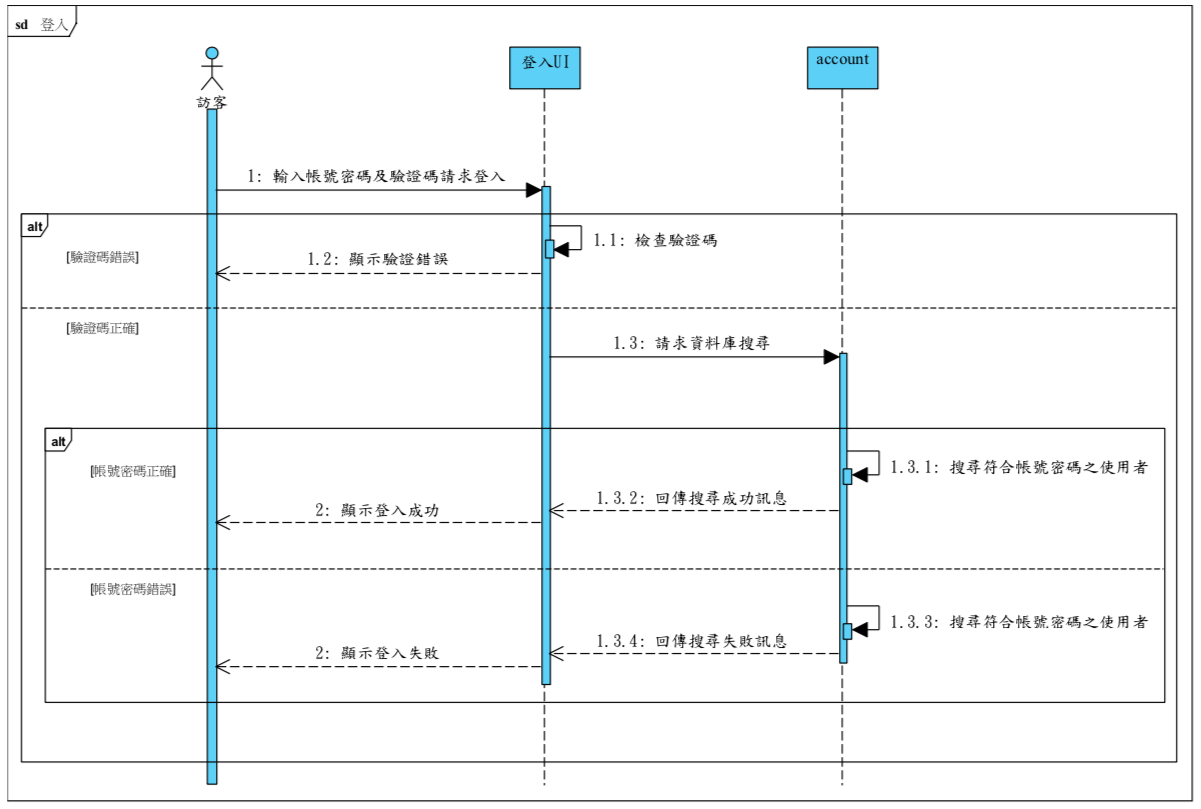 sd 登入
訪客
登入UI
account
1: 輸入帳號密碼及驗證碼請求登入
alt
1.1: 檢查驗證碼
[驗證碼錯誤]
1.2: 顯示驗證錯誤
[驗證碼正確]
1.3: 請求資料庫搜尋
alt
[帳號密碼正確]
1.3.1: 搜尋符合帳號密碼之使用者
1.3.2: 回傳搜尋成功訊息
2: 顯示登入成功
[帳號密碼錯誤]
1.3.3: 搜尋符合帳號密碼之使用者
1.3.4: 回傳搜尋失敗訊息
2: 顯示登入失敗